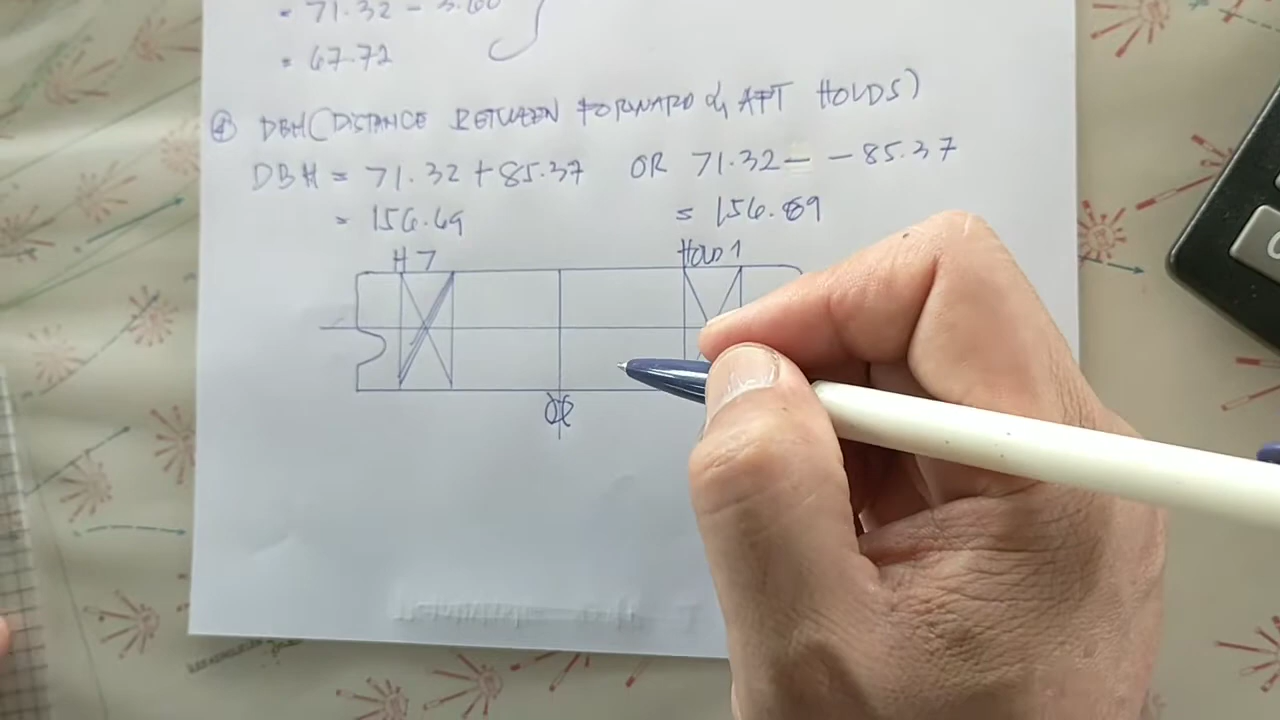 = 71.32 - 3.60
= 67.72
④ DBH (DISTANCE BETWEEN FORWARD & AFT HOLDS)
DBH = 71.32 + 85.37 OR 71.32 - - 85.37
= 156.69 = 156.69
H 7 HOLD 1